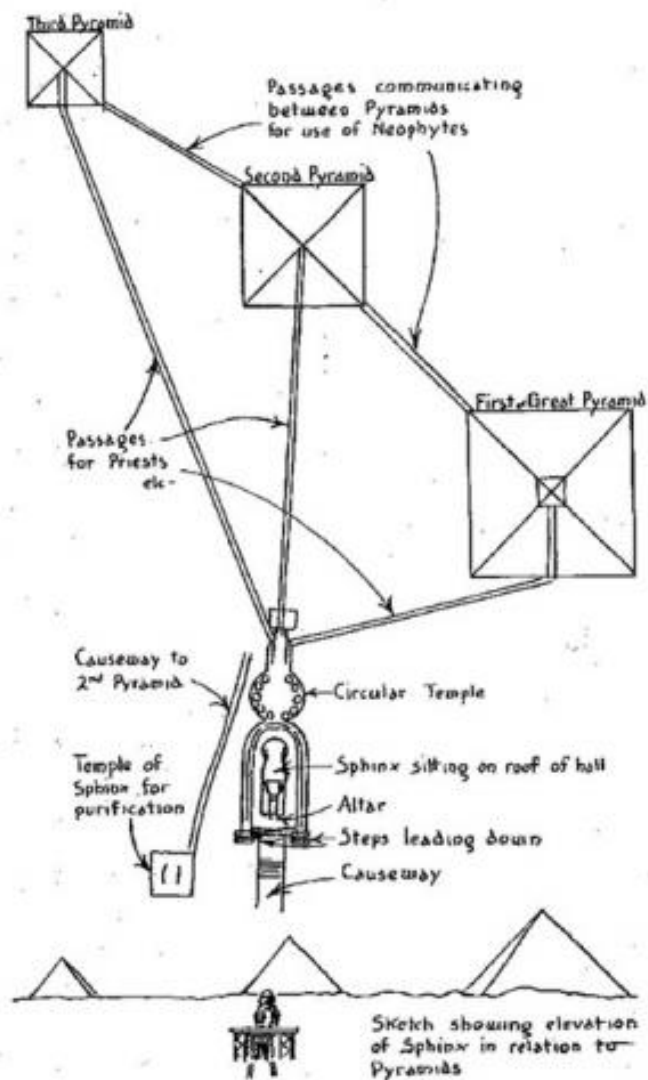 Third Pyramid
Passages communicating
between Pyramids
for use of Neophytes
Second Pyramid
First or Great Pyramid
Passages
for Priests
etc-
Causeway to
2nd Pyramid
Circular Temple
Temple of
Sphinx for
purification
Sphinx sitting on roof of hall
Altar
Steps leading down
Causeway
Sketch showing elevation
of Sphinx in relation to
Pyramids